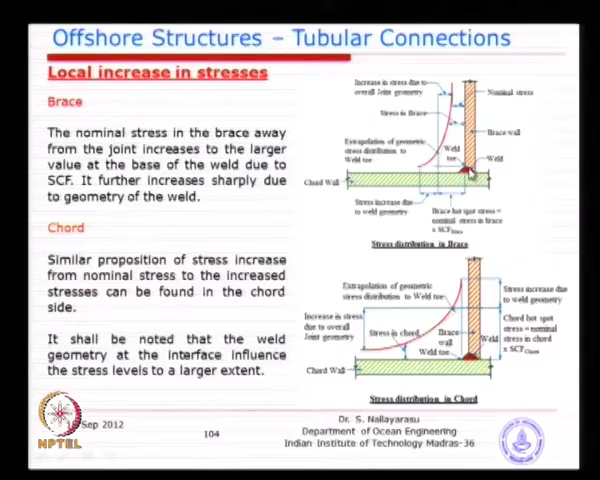 Offshore Structures – Tubular Connections
Local increase in stresses
Brace
The nominal stress in the brace away
from the joint increases to the larger
value at the base of the weld due to
SCF. It further increases sharply due
to geometry of the weld.
Chord
Similar proposition of stress increase
from nominal stress to the increased
stresses can be found in the chord
side.
It shall be noted that the weld
geometry at the interface influence
the stress levels to a larger extent.
Increase in stress due to
overall Joint geometry
Nominal stress
Stress in Brace
Brace wall
Extrapolation of geometric
stress distribution to
Weld toe
Weld
toe
Weld
Chord Wall
Stress increase due
to weld geometry
Brace hot spot stress =
nominal stress in brace
x SCF
Stress distribution in Brace
Extrapolation of geometric
stress distribution to Weld toe
Stress increase due
to weld geometry
Increase in stress
due to overall
Joint geometry
Stress in chord
Brace
wall
Weld toe
Weld
Chord hot spot
stress = nominal
stress in chord
x SCF Chord
Chord Wall
Stress distribution in Chord
NPTEL
Sep 2012
104
Dr. S. Nallayarasu
Department of Ocean Engineering
Indian Institute of Technology Madras-36